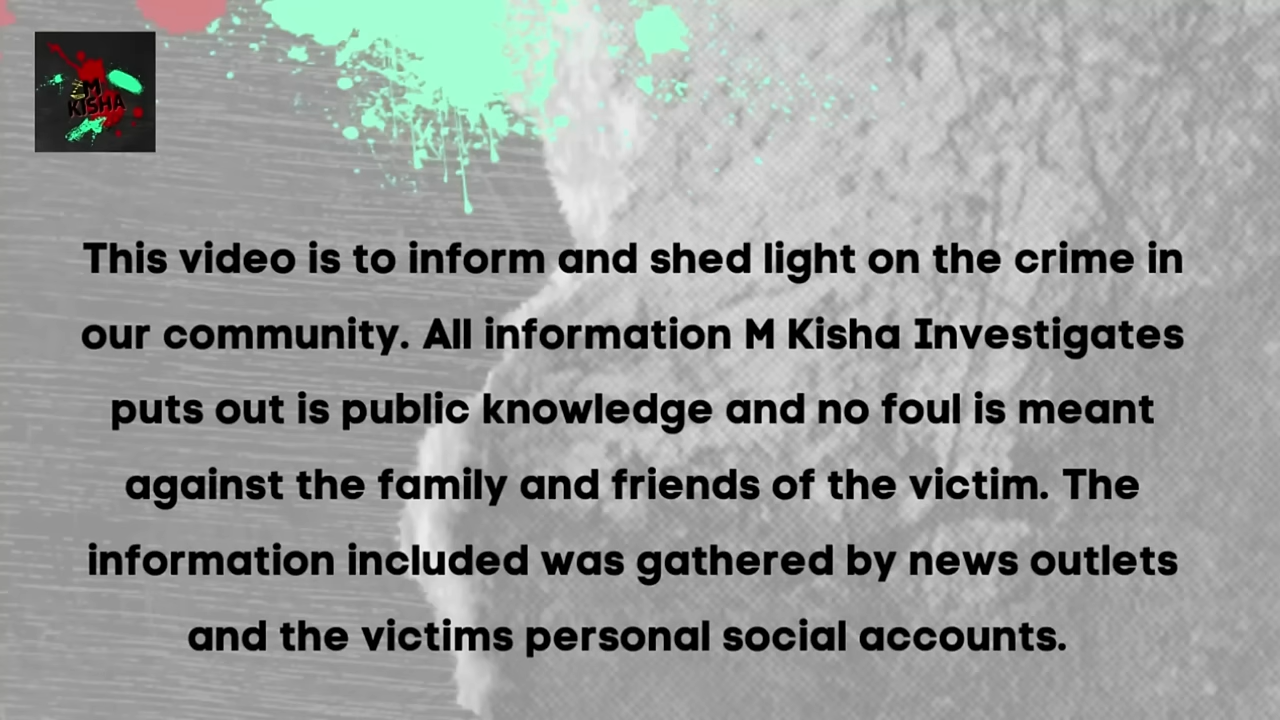 M
KISHA
This video is to inform and shed light on the crime in
our community. All information M Kisha Investigates
puts out is public knowledge and no foul is meant
against the family and friends of the victim. The
information included was gathered by news outlets
and the victims personal social accounts.